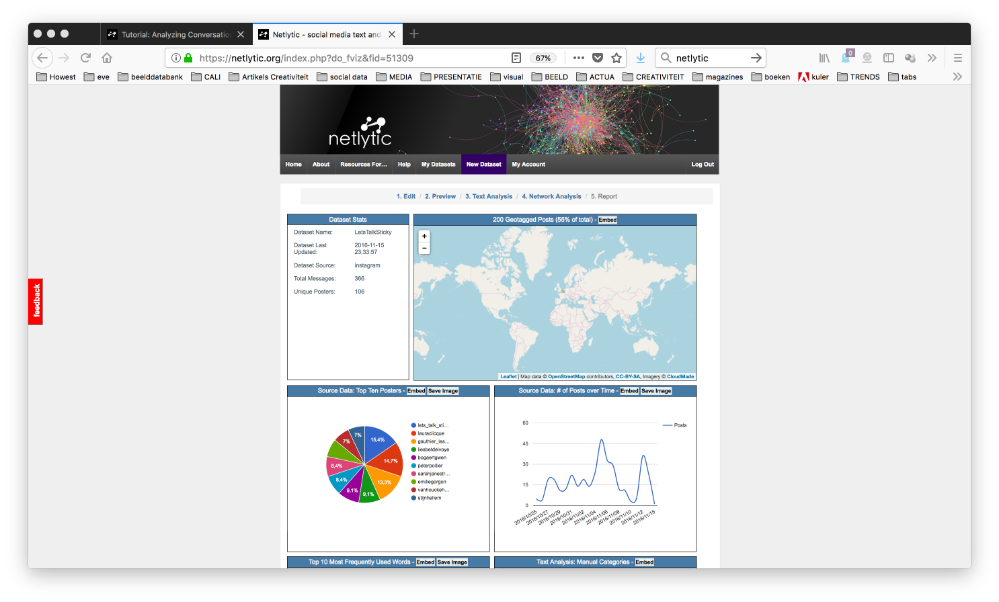 Tutorial: Analyzing Conversatio
Netlytic - social media text and
https://netlytic.org/index.php?do_fviz&fid=51309
67%
netlytic
0
Howest
eve
beelddatabank
CALI
Artikels Creativiteit
social data
MEDIA
PRESENTATIE
visual
BEELD
ACTUA
CREATIVITEIT
magazines
boeken
kuler
TRENDS
tabs
netlytic
Home
About
Resources For...
Help
My Datasets
New Dataset
My Account
Log Out
1. Edit / 2. Preview / 3. Text Analysis / 4. Network Analysis / 5. Report
Dataset Stats
Dataset Name: LetsTalkSticky
Dataset Last Updated: 2016-11-15 23:33:57
Dataset Source: instagram
Total Messages: 366
Unique Posters: 106
200 Geotagged Posts (55% of total) - Embed
+
−
Leaflet | Map data © OpenStreetMap contributors, CC-BY-SA, Imagery © CloudMade
feedback
Source Data: Top Ten Posters - Embed Save Image
15,4%
14,7%
13,3%
9,1%
9,1%
8,4%
8,4%
7%
7%
lets_talk_sti...
lauraclicque
gauthier_les...
liesbetdelvoye
bogaertgwen
peterpoitier
sarahjanestr...
emiliegorgon
vanhouckeh...
stijnhellem
Source Data: # of Posts over Time - Embed Save Image
60
45
30
15
0
Posts
2016/10/25
2016/10/27
2016/10/29
2016/10/31
2016/11/02
2016/11/04
2016/11/06
2016/11/08
2016/11/10
2016/11/12
2016/11/15
Top 10 Most Frequently Used Words - Embed Save Image
Text Analysis: Manual Categories - Embed